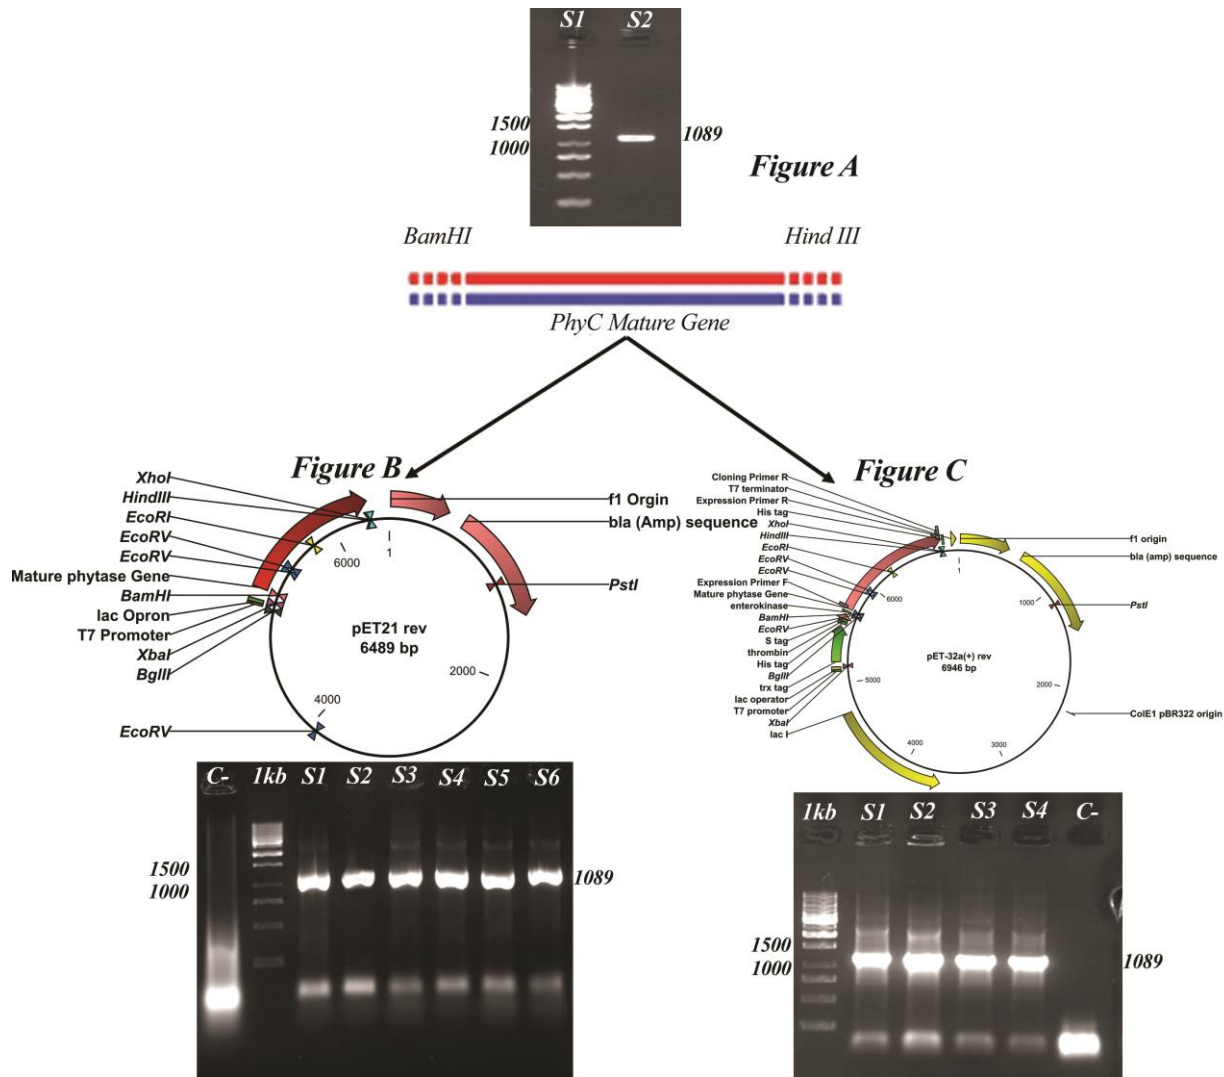 S1 S2
1500
1000
1089
Figure A
BamHI
Hind III
PhyC Mature Gene
Figure B
XhoI
HindIII
EcoRI
EcoRV
EcoRV
Mature phytase Gene
BamHI
lac Opron
T7 Promoter
XbaI
BglII
EcoRV
f1 Orgin
bla (Amp) sequence
PstI
1
6000
2000
4000
pET21 rev
6489 bp
Figure C
Cloning Primer R
T7 terminator
Expression Primer R
His tag
XhoI
HindIII
EcoRI
EcoRV
EcoRV
Expression Primer F
Mature phytase Gene
enterokinase
BamHI
EcoRV
S tag
thrombin
His tag
BglII
trx tag
lac operator
T7 promoter
XbaI
lac I
f1 origin
bla (amp) sequence
PstI
ColE1 pBR322 origin
1
1000
2000
3000
4000
5000
6000
pET-32a(+) rev
6946 bp
C- 1kb S1 S2 S3 S4 S5 S6
1500
1000
1089
1kb S1 S2 S3 S4 C-
1500
1000
1089